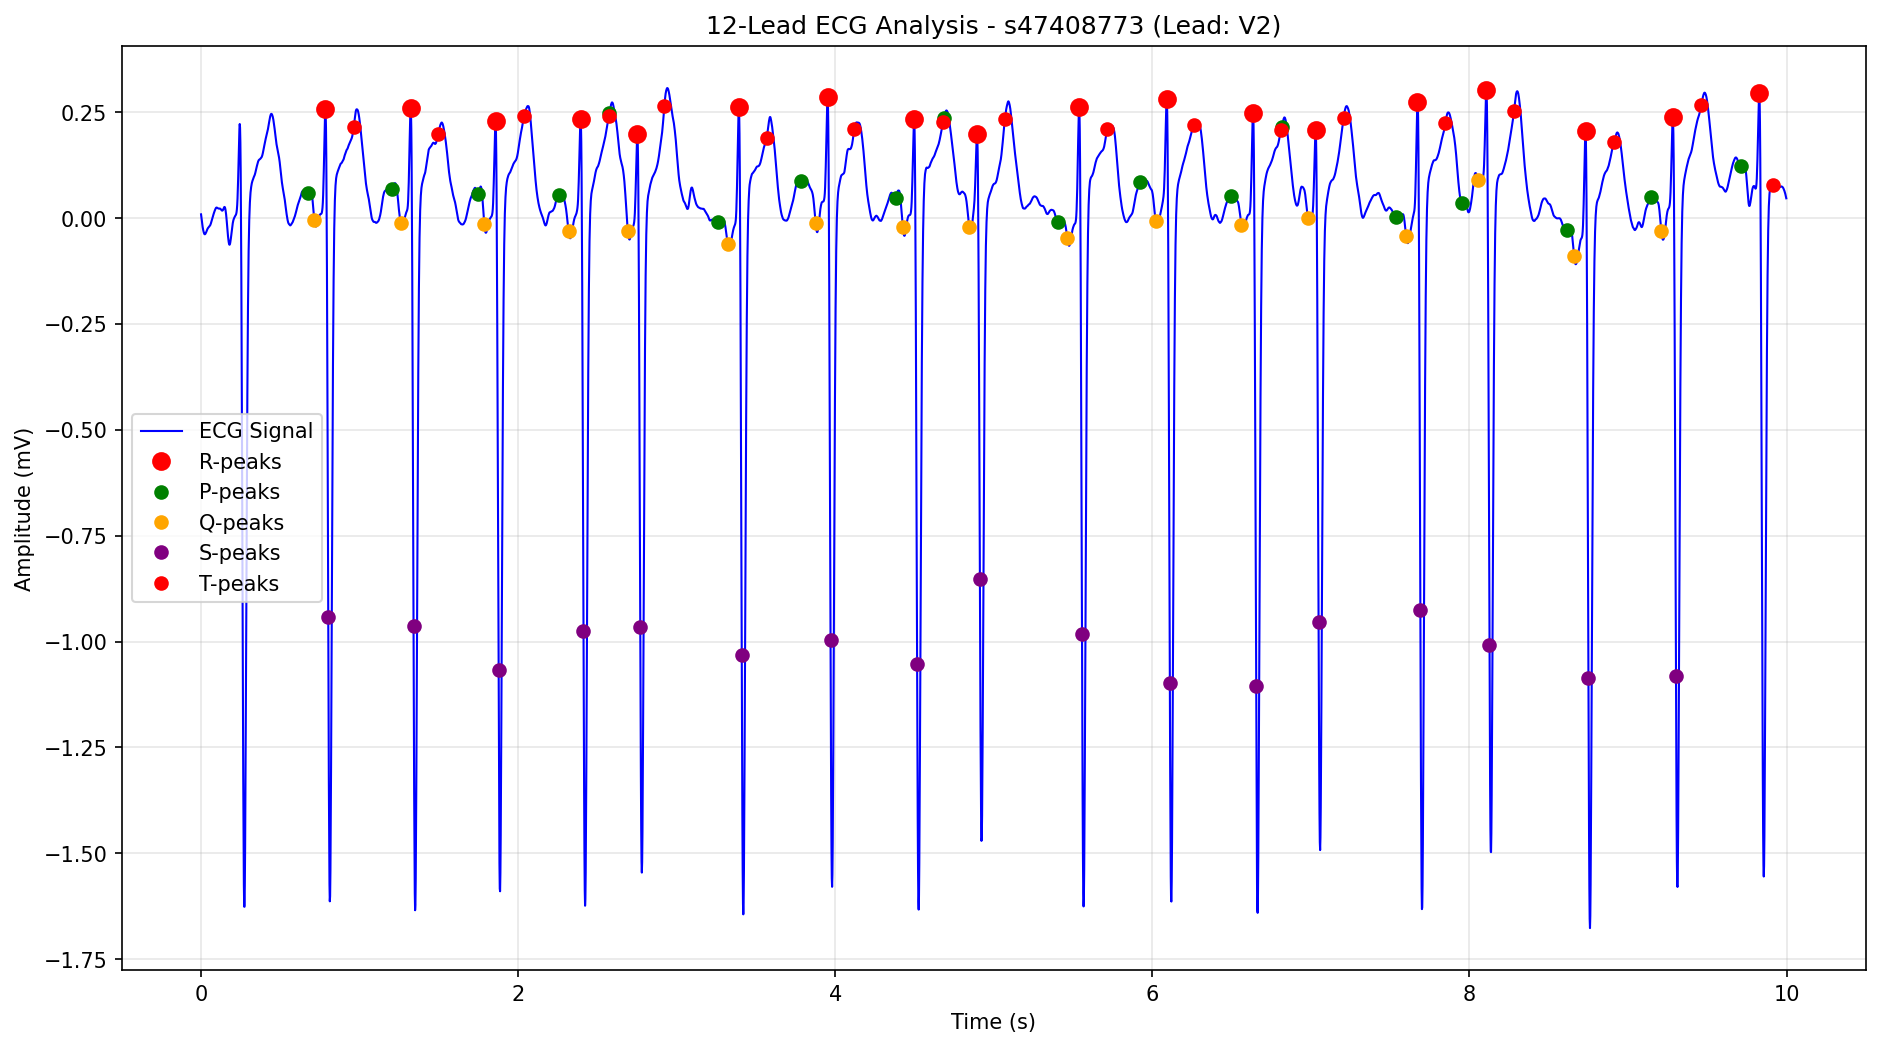 12-Lead ECG Analysis - s47408773 (Lead: V2)
Amplitude (mV)
0.25
0.00
−0.25
−0.50
−0.75
−1.00
−1.25
−1.50
−1.75
ECG Signal
R-peaks
P-peaks
Q-peaks
S-peaks
T-peaks
0 2 4 6 8 10
Time (s)